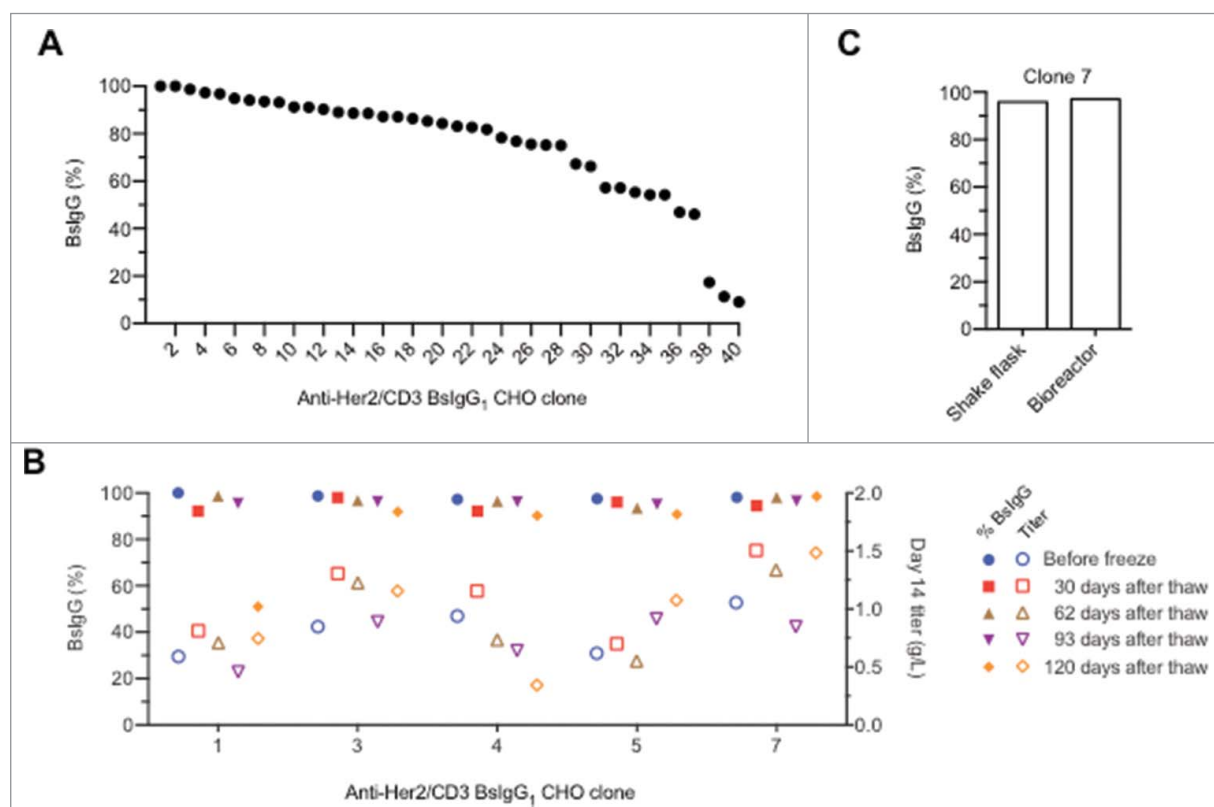 A
100
80
60
40
20
0
BsIgG (%)
2 4 6 8 10 12 14 16 18 20 22 24 26 28 30 32 34 36 38 40
Anti-Her2/CD3 BsIgG₁ CHO clone
C
Clone 7
100
80
60
40
20
0
BsIgG (%)
Shake flask
Bioreactor
B
100
80
60
40
20
0
BsIgG (%)
2.0
1.5
1.0
0.5
0.0
Day 14 titer (g/L)
1 3 4 5 7
Anti-Her2/CD3 BsIgG₁ CHO clone
% BsIgG
Titer
Before freeze
30 days after thaw
62 days after thaw
93 days after thaw
120 days after thaw